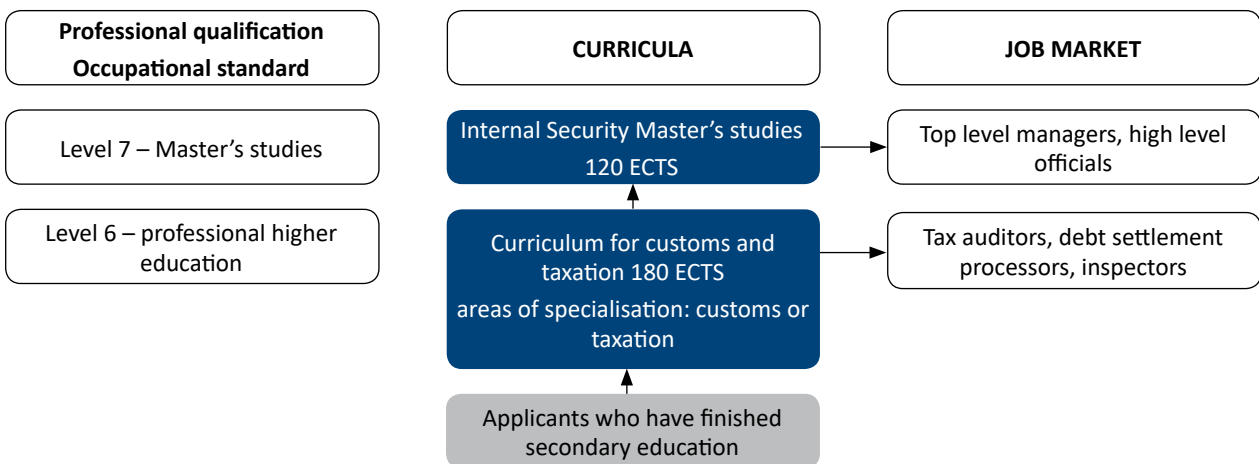 Professional qualification
Occupational standard
CURRICULA
JOB MARKET
Level 7 – Master's studies
Internal Security Master's studies
120 ECTS
Top level managers, high level
officials
Level 6 – professional higher
education
Curriculum for customs and
taxation 180 ECTS
areas of specialisation: customs or
taxation
Tax auditors, debt settlement
processors, inspectors
Applicants who have finished
secondary education